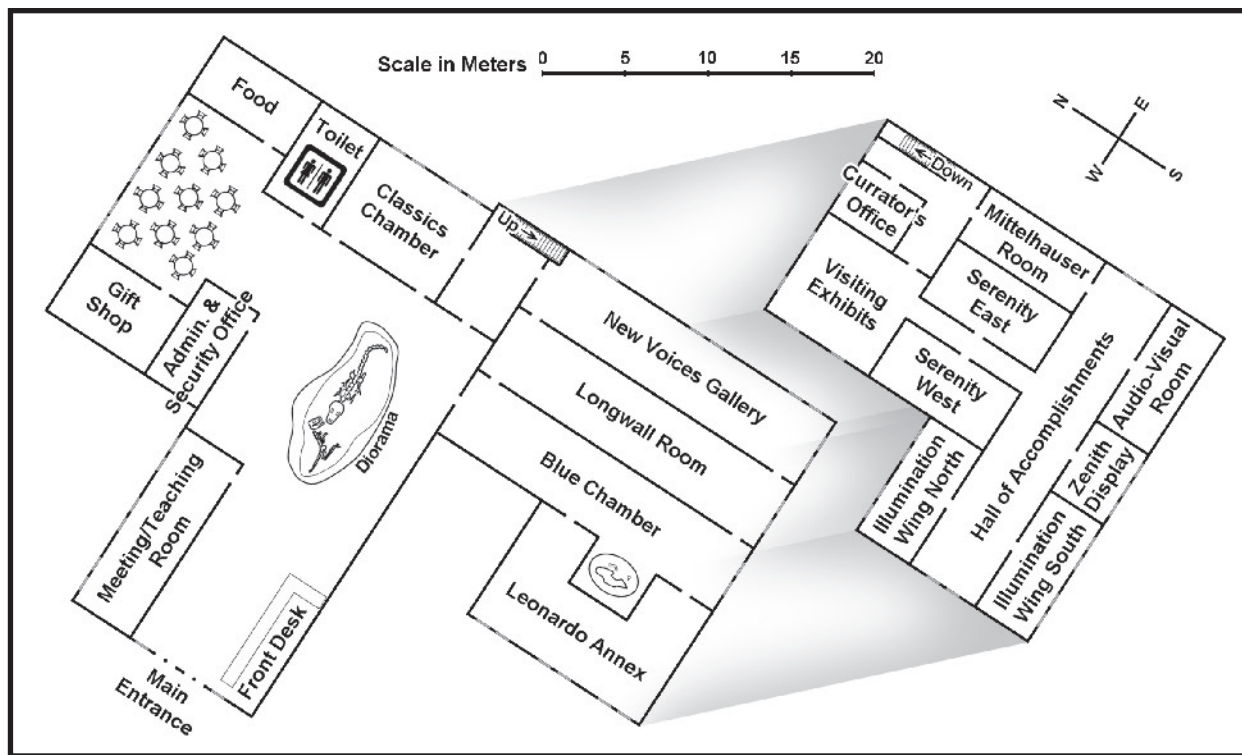 Scale in Meters 0 5 10 15 20
N
E
W
S
Food
Toilet
Classics
Chamber
Up
Gift
Shop
Admin. &
Security Office
Diorama
Meeting/Teaching
Room
Front Desk
Main
Entrance
New Voices Gallery
Longwall Room
Blue Chamber
Leonardo Annex
Down
Currator's
Office
Mittelhauser
Room
Visiting
Exhibits
Serenity
East
Serenity
West
Hall of Accomplishments
Audio-Visual
Room
Zenith
Display
Illumination
Wing North
Illumination
Wing South